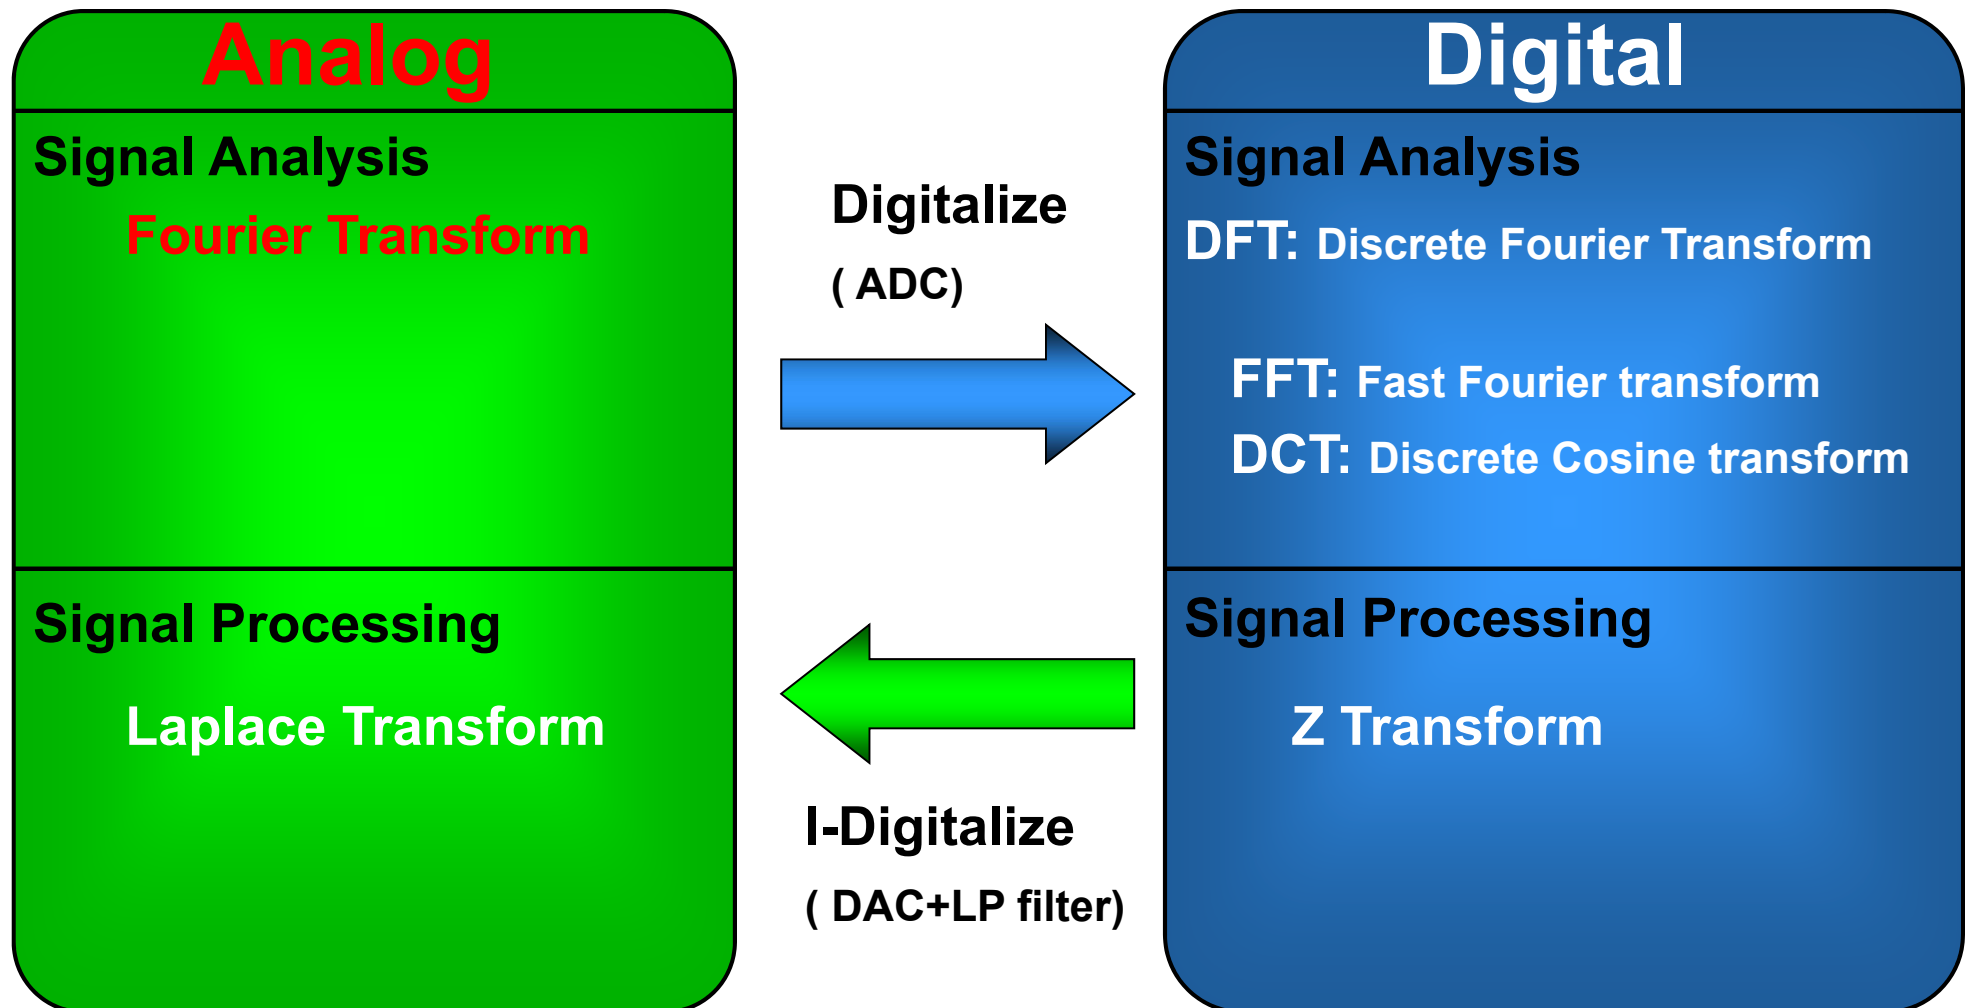 Analog
Signal Analysis
Fourier Transform
Signal Processing
Laplace Transform
Digitalize
( ADC)
I-Digitalize
( DAC+LP filter)
Digital
Signal Analysis
DFT: Discrete Fourier Transform
FFT: Fast Fourier transform
DCT: Discrete Cosine transform
Signal Processing
Z Transform